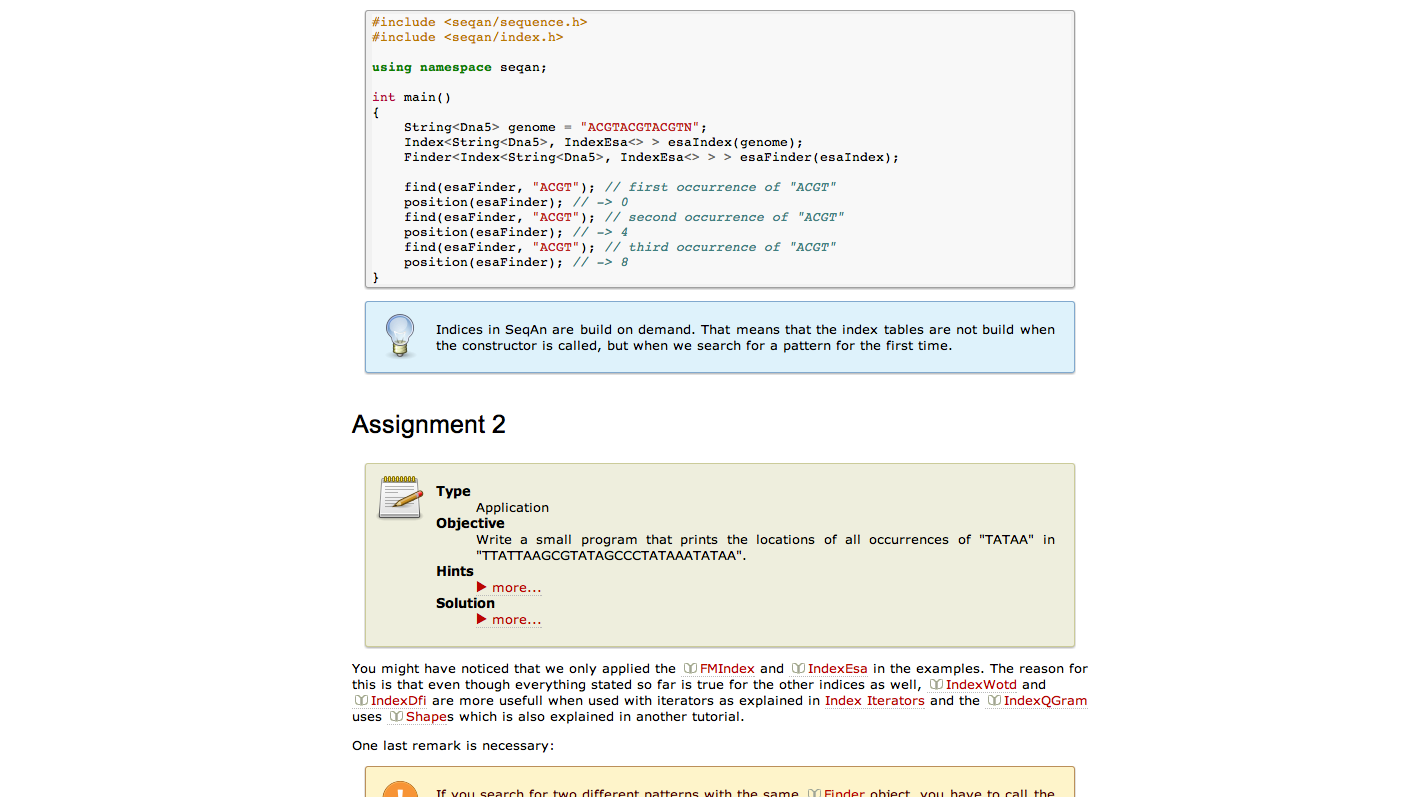 #include <seqan/sequence.h>
#include <seqan/index.h>
using namespace seqan;
int main()
{
String<Dna5> genome = "ACGTACGTACGTN";
Index<String<Dna5>, IndexEsa<> > esaIndex(genome);
Finder<Index<String<Dna5>, IndexEsa<> > > esaFinder(esaIndex);
find(esaFinder, "ACGT"); // first occurrence of "ACGT"
position(esaFinder); // -> 0
find(esaFinder, "ACGT"); // second occurrence of "ACGT"
position(esaFinder); // -> 4
find(esaFinder, "ACGT"); // third occurrence of "ACGT"
position(esaFinder); // -> 8
}
Indices in SeqAn are build on demand. That means that the index tables are not build when
the constructor is called, but when we search for a pattern for the first time.
Assignment 2
Type
Application
Objective
Write a small program that prints the locations of all occurrences of "TATAA" in
"TTATTAAGCGTATAGCCCTATAAATATAA".
Hints
more...
Solution
more...
You might have noticed that we only applied the FMIndex and IndexEsa in the examples. The reason for
this is that even though everything stated so far is true for the other indices as well, IndexWotd and
IndexDfi are more usefull when used with iterators as explained in Index Iterators and the IndexQGram
uses Shapes which is also explained in another tutorial.
One last remark is necessary:
If you search for two different patterns with the same Finder object, you have to call the